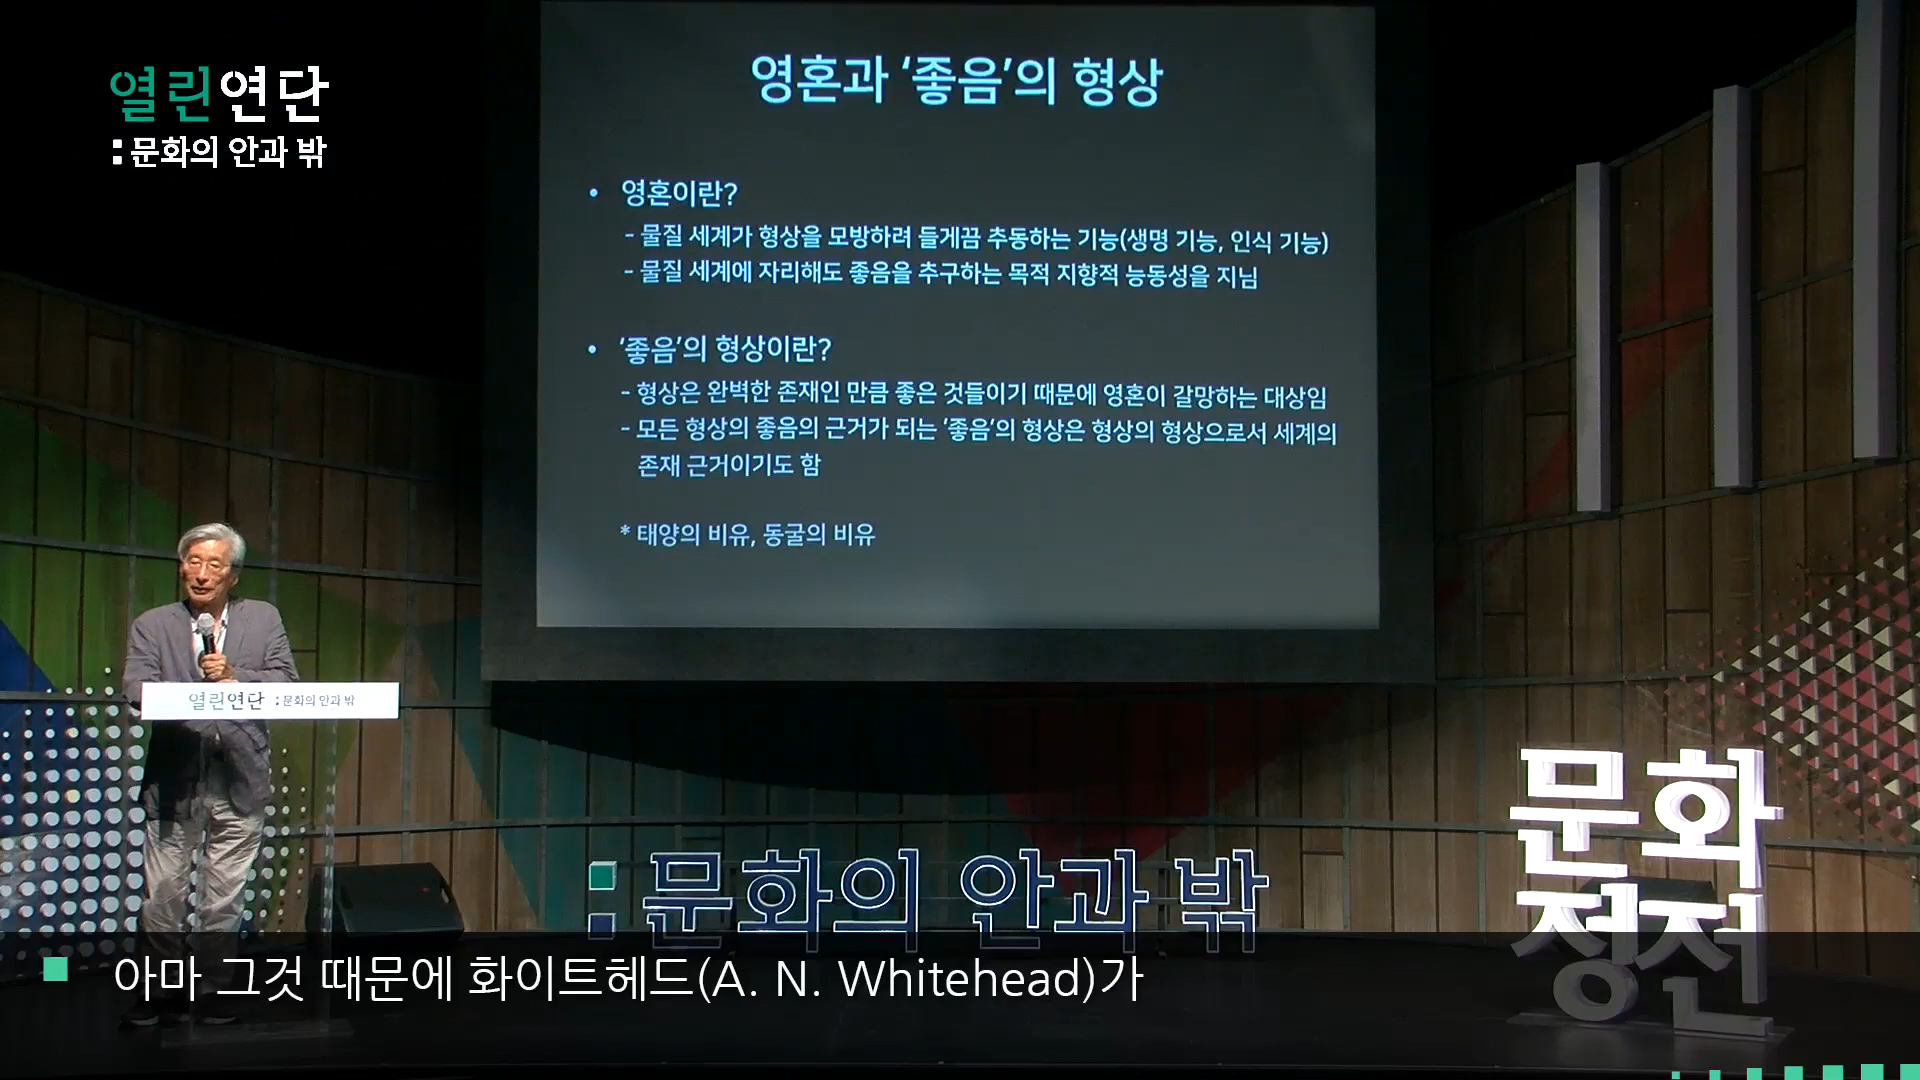 열린연단
:문화의 안과 밖
영혼과 ‘좋음’의 형상
• 영혼이란?
- 물질 세계가 형상을 모방하려 들게끔 추동하는 기능(생명 기능, 인식 기능)
- 물질 세계에 자리해도 좋음을 추구하는 목적 지향적 능동성을 지님
• ‘좋음’의 형상이란?
- 형상은 완벽한 존재인 만큼 좋은 것들이기 때문에 영혼이 갈망하는 대상임
- 모든 형상의 좋음의 근거가 되는 ’좋음’의 형상은 형상의 형상으로서 세계의
존재 근거이기도 함
* 태양의 비유, 동굴의 비유
열린연단 :문화의 안과 밖
:문화의 안과 밖
문화
정전
아마 그것 때문에 화이트헤드(A. N. Whitehead)가